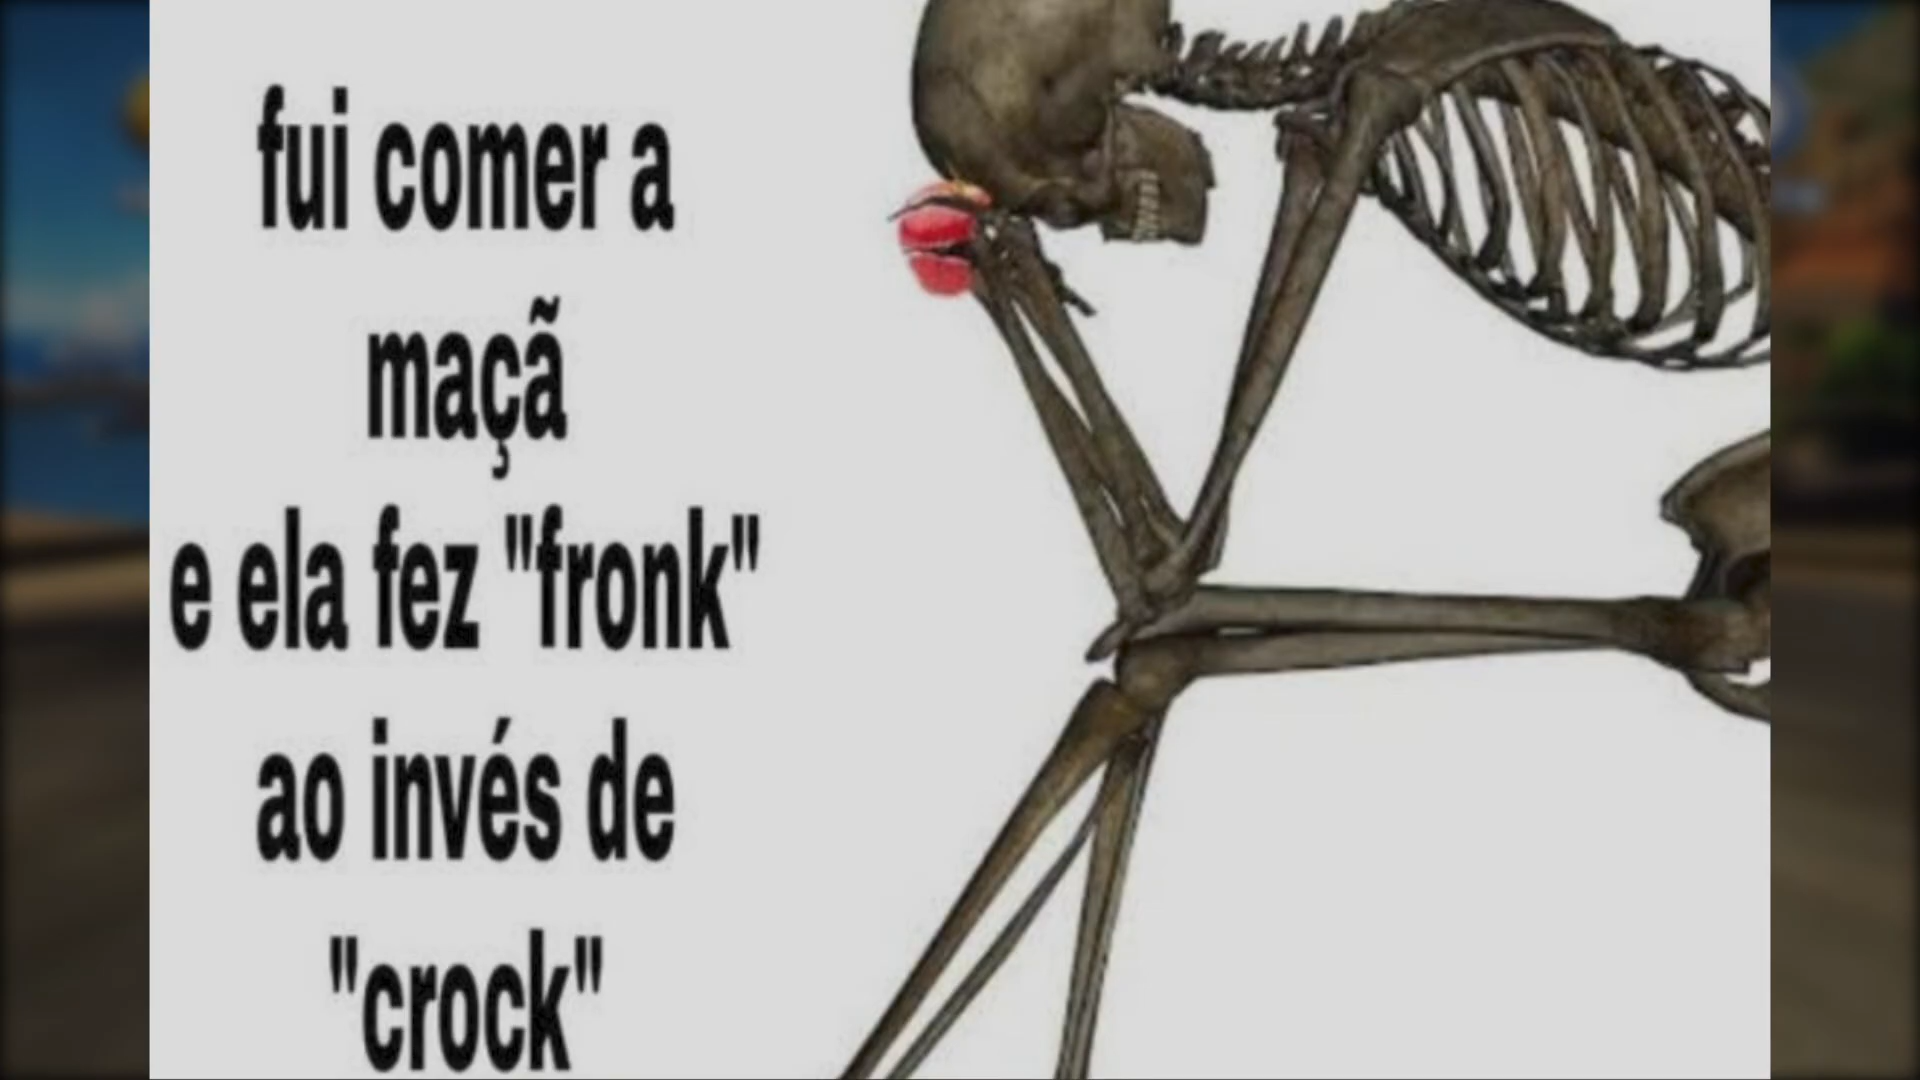 fui comer a
maçã
e ela fez "fronk"
ao invés de
"crock"